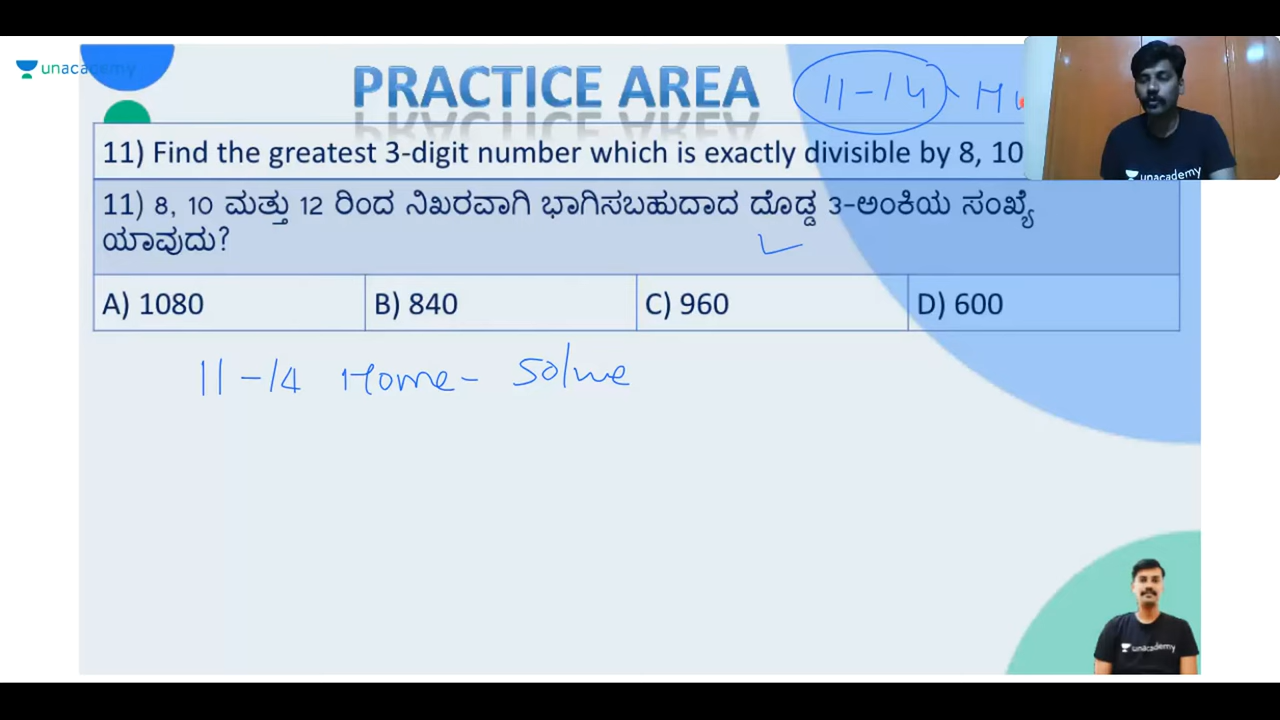 unacademy
PRACTICE AREA
11-14
11) Find the greatest 3-digit number which is exactly divisible by 8, 10
11) 8, 10 ಮತ್ತು 12 ರಿಂದ ನಿಖರವಾಗಿ ಭಾಗಿಸಬಹುದಾದ ದೊಡ್ಡ 3-ಅಂಕಿಯ ಸಂಖ್ಯೆ
ಯಾವುದು?
A) 1080 B) 840 C) 960 D) 600
11-14 Home- Solve
unacademy
unacademy